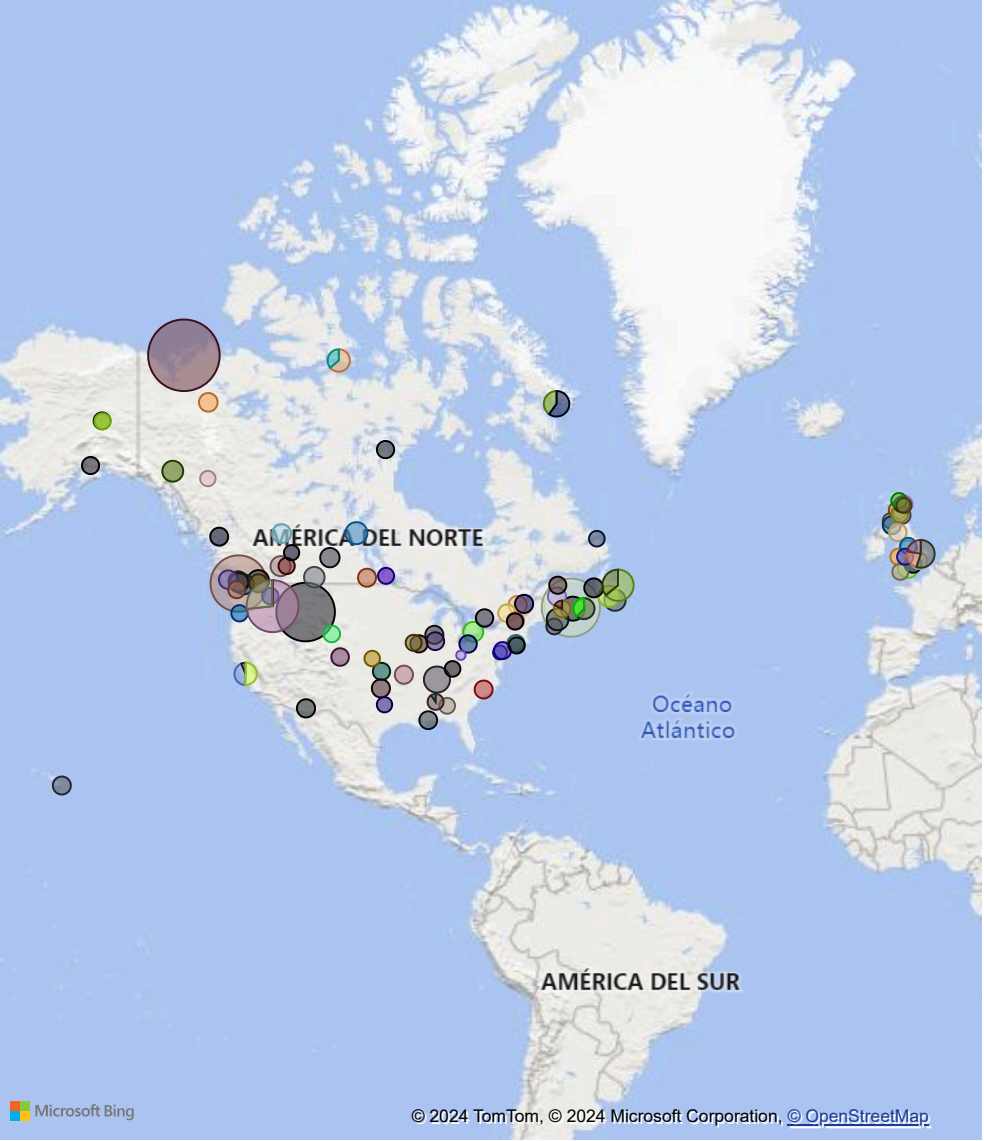 AMÉRICA DEL NORTE
Océano
Atlántico
AMÉRICA DEL SUR
Microsoft Bing
© 2024 TomTom, © 2024 Microsoft Corporation, © OpenStreetMap